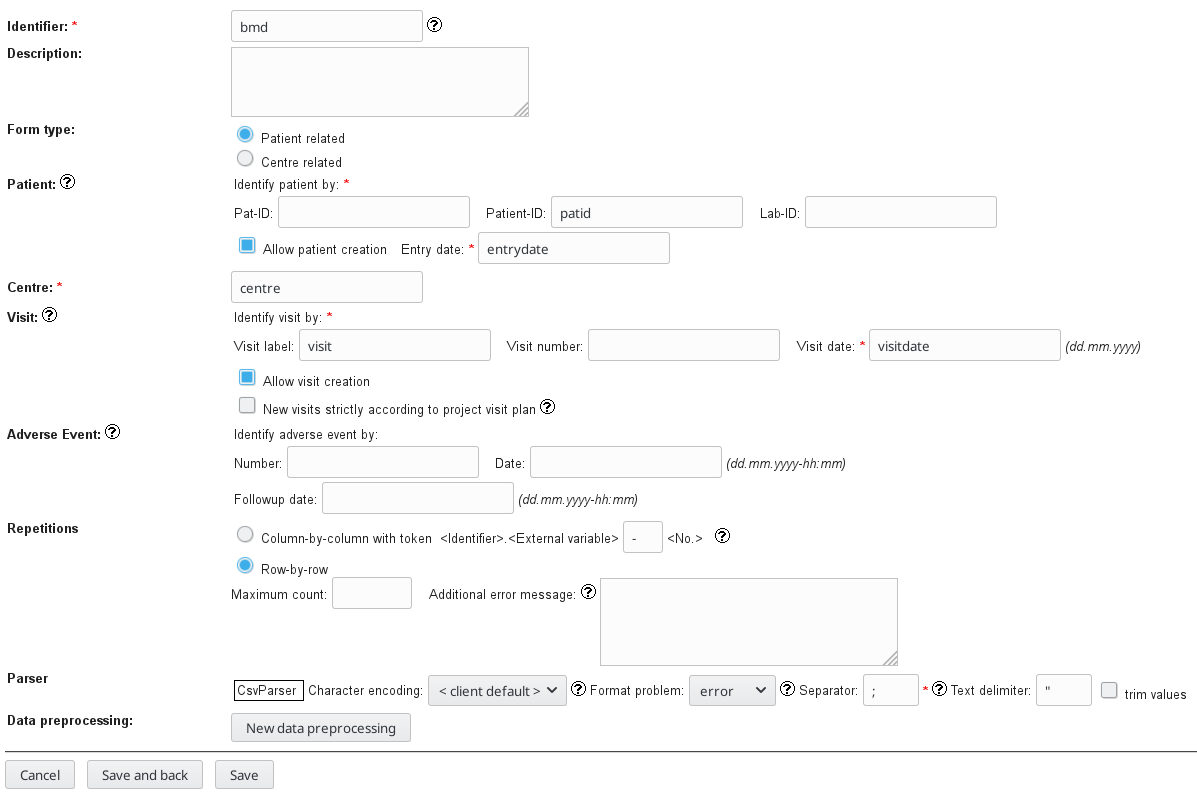 Identifier: * bmd ?
Description:
Form type:
Patient related
Centre related
Patient: ? Identify patient by: *
Pat-ID: Patient-ID: patid Lab-ID:
Allow patient creation Entry date: * entrydate
Centre: * centre
Visit: ? Identify visit by: *
Visit label: visit Visit number: Visit date: * visitdate (dd.mm.yyyy)
Allow visit creation
New visits strictly according to project visit plan ?
Adverse Event: ? Identify adverse event by:
Number: Date: (dd.mm.yyyy-hh:mm)
Followup date: (dd.mm.yyyy-hh:mm)
Repetitions
Column-by-column with token <Identifier>.<External variable> - <No.> ?
Row-by-row
Maximum count: Additional error message: ?
Parser
CsvParser Character encoding: < client default > ? Format problem: error ? Separator: ; * ? Text delimiter: " trim values
Data preprocessing: New data preprocessing
Cancel Save and back Save